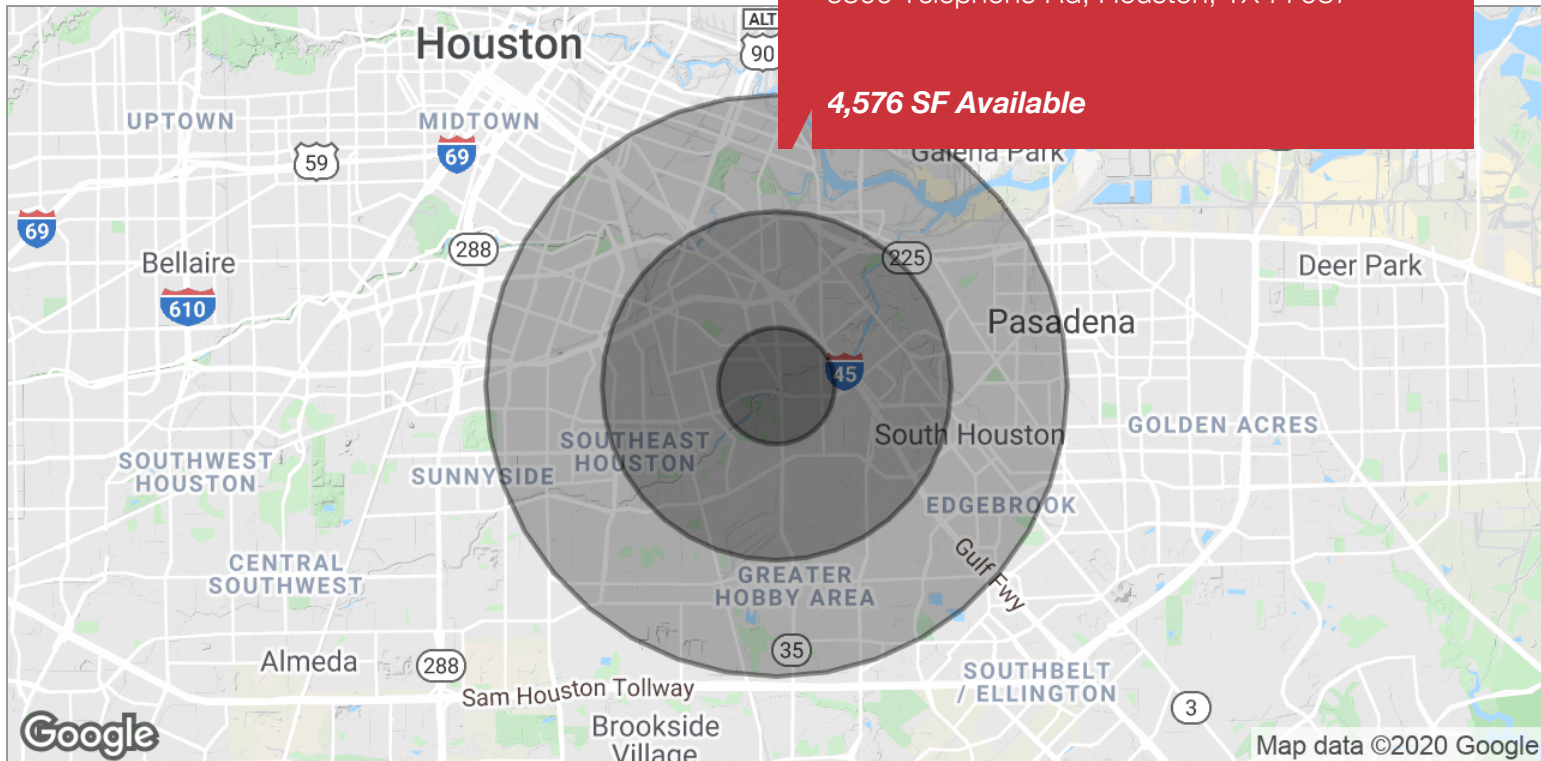 Houston
ALT
90
4,576 SF Available
UPTOWN
MIDTOWN
59
69
Galena Park
69
288
Bellaire
610
225
Deer Park
Pasadena
45
GOLDEN ACRES
SOUTHEAST
HOUSTON
South Houston
SOUTHWEST
HOUSTON
SUNNYSIDE
EDGEBROOK
CENTRAL
SOUTHWEST
Gulf Fwy
GREATER
HOBBY AREA
Almeda
288
35
SOUTHBELT
/ ELLINGTON
Sam Houston Tollway
3
Brookside
Village
Google
Map data ©2020 Google